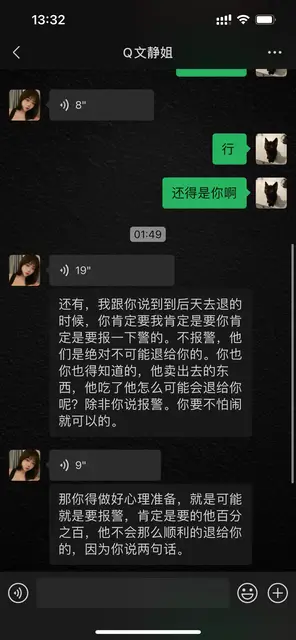 13:32
Q文静姐
8"
行
还得是你啊
01:49
19"
还有，我跟你说到到后天去退的
时候，你肯定要我肯定是要你肯
定是要报一下警的。不报警，他
们是绝对不可能退给你的。你也
你也得知道的，他卖出去的东
西，他吃了他怎么可能会退给你
呢？除非你说报警。你要不怕闹
就可以的。
9"
那你得做好心理准备，就是可能
就是要报警，肯定是要的他百分
之百，他不会那么顺利的退给你
的，因为你说两句话。